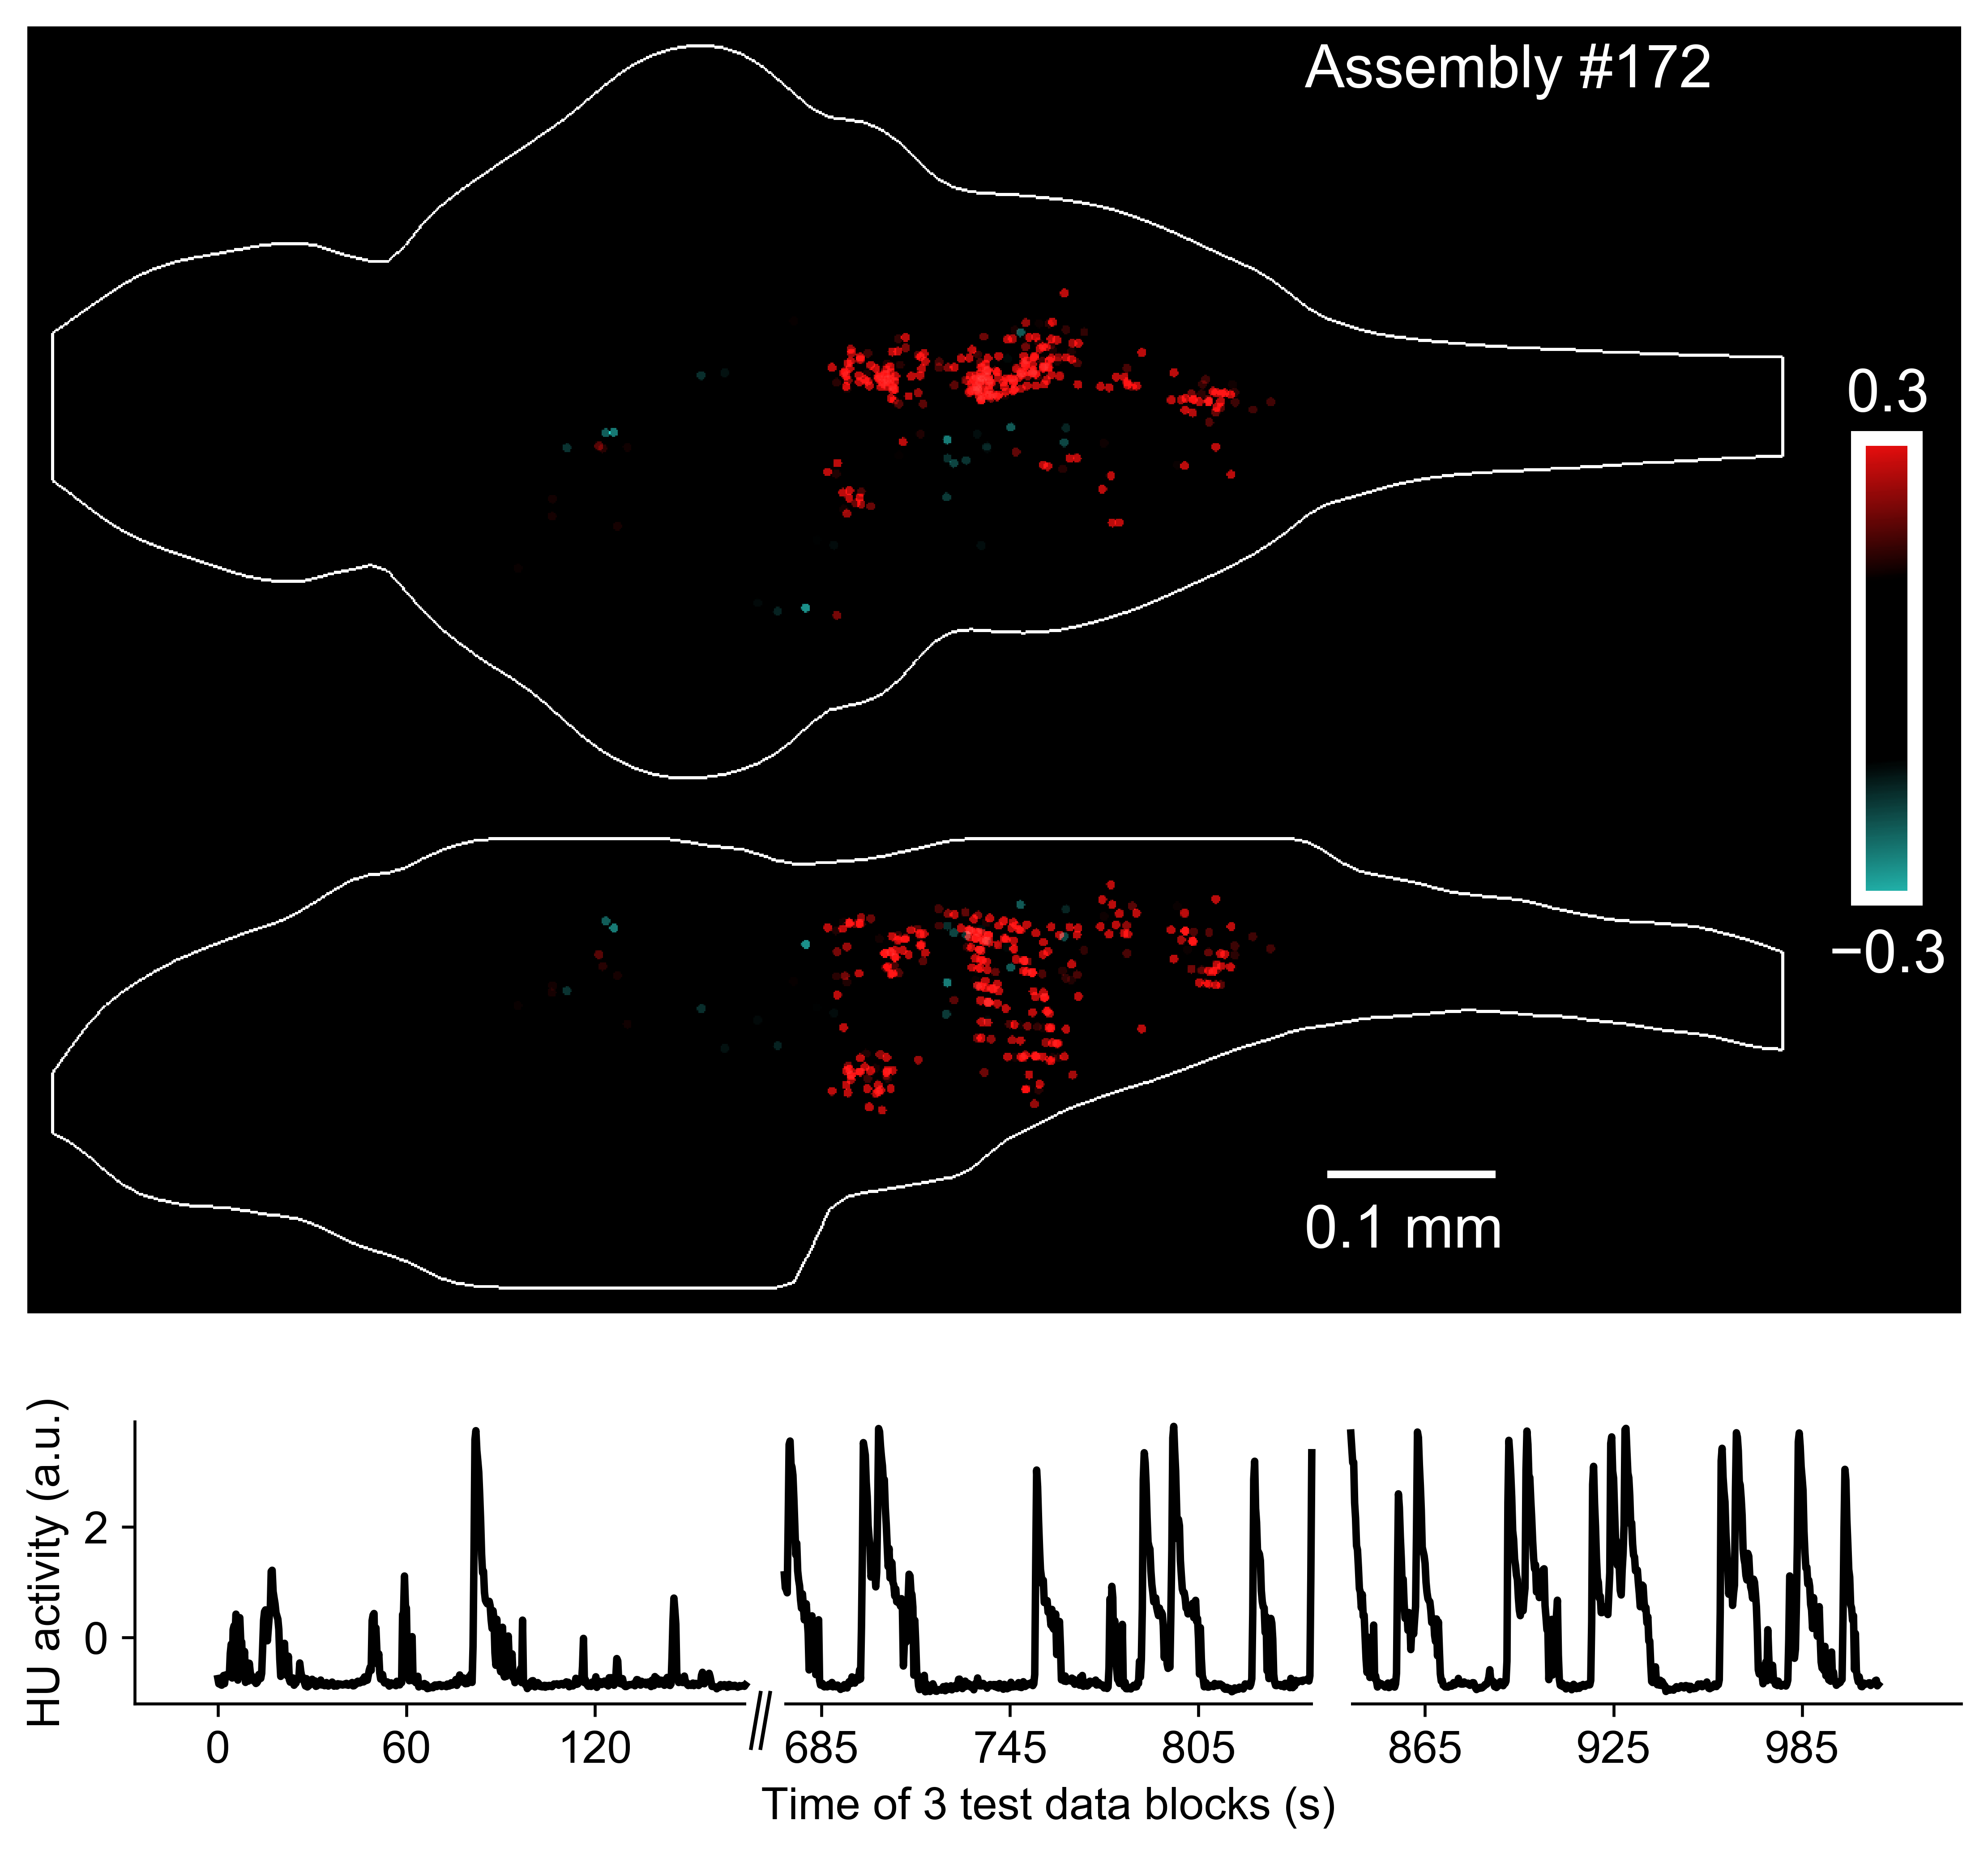 Assembly #172
0.3
−0.3
0.1 mm
HU activity (a.u.)
2
0
0 60 120 685 745 805 865 925 985
Time of 3 test data blocks (s)